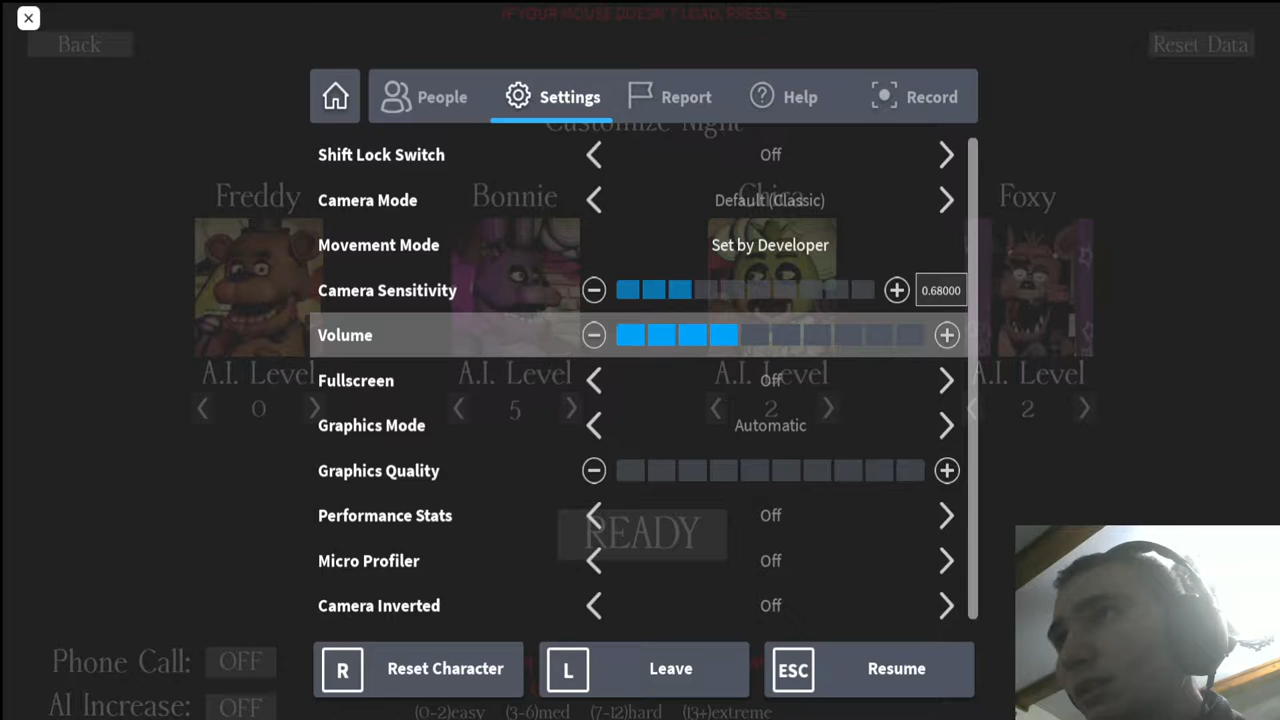 IF YOUR MOUSE DOESN'T LOAD, PRESS N
Back
Reset Data
People
Settings
Report
Help
Record
Customize Night
Shift Lock Switch
Off
Freddy
Bonnie
Chica
Foxy
Camera Mode
Default (Classic)
Movement Mode
Set by Developer
Camera Sensitivity
0.68000
Volume
A.I. Level
A.I. Level
A.I. Level
A.I. Level
Fullscreen
Off
0
5
2
2
Graphics Mode
Automatic
Graphics Quality
Performance Stats
Off
READY
Micro Profiler
Off
Camera Inverted
Off
Phone Call: OFF
R Reset Character
L Leave
ESC Resume
AI Increase: OFF
(0-2)easy (3-6)med (7-12)hard (13+)extreme